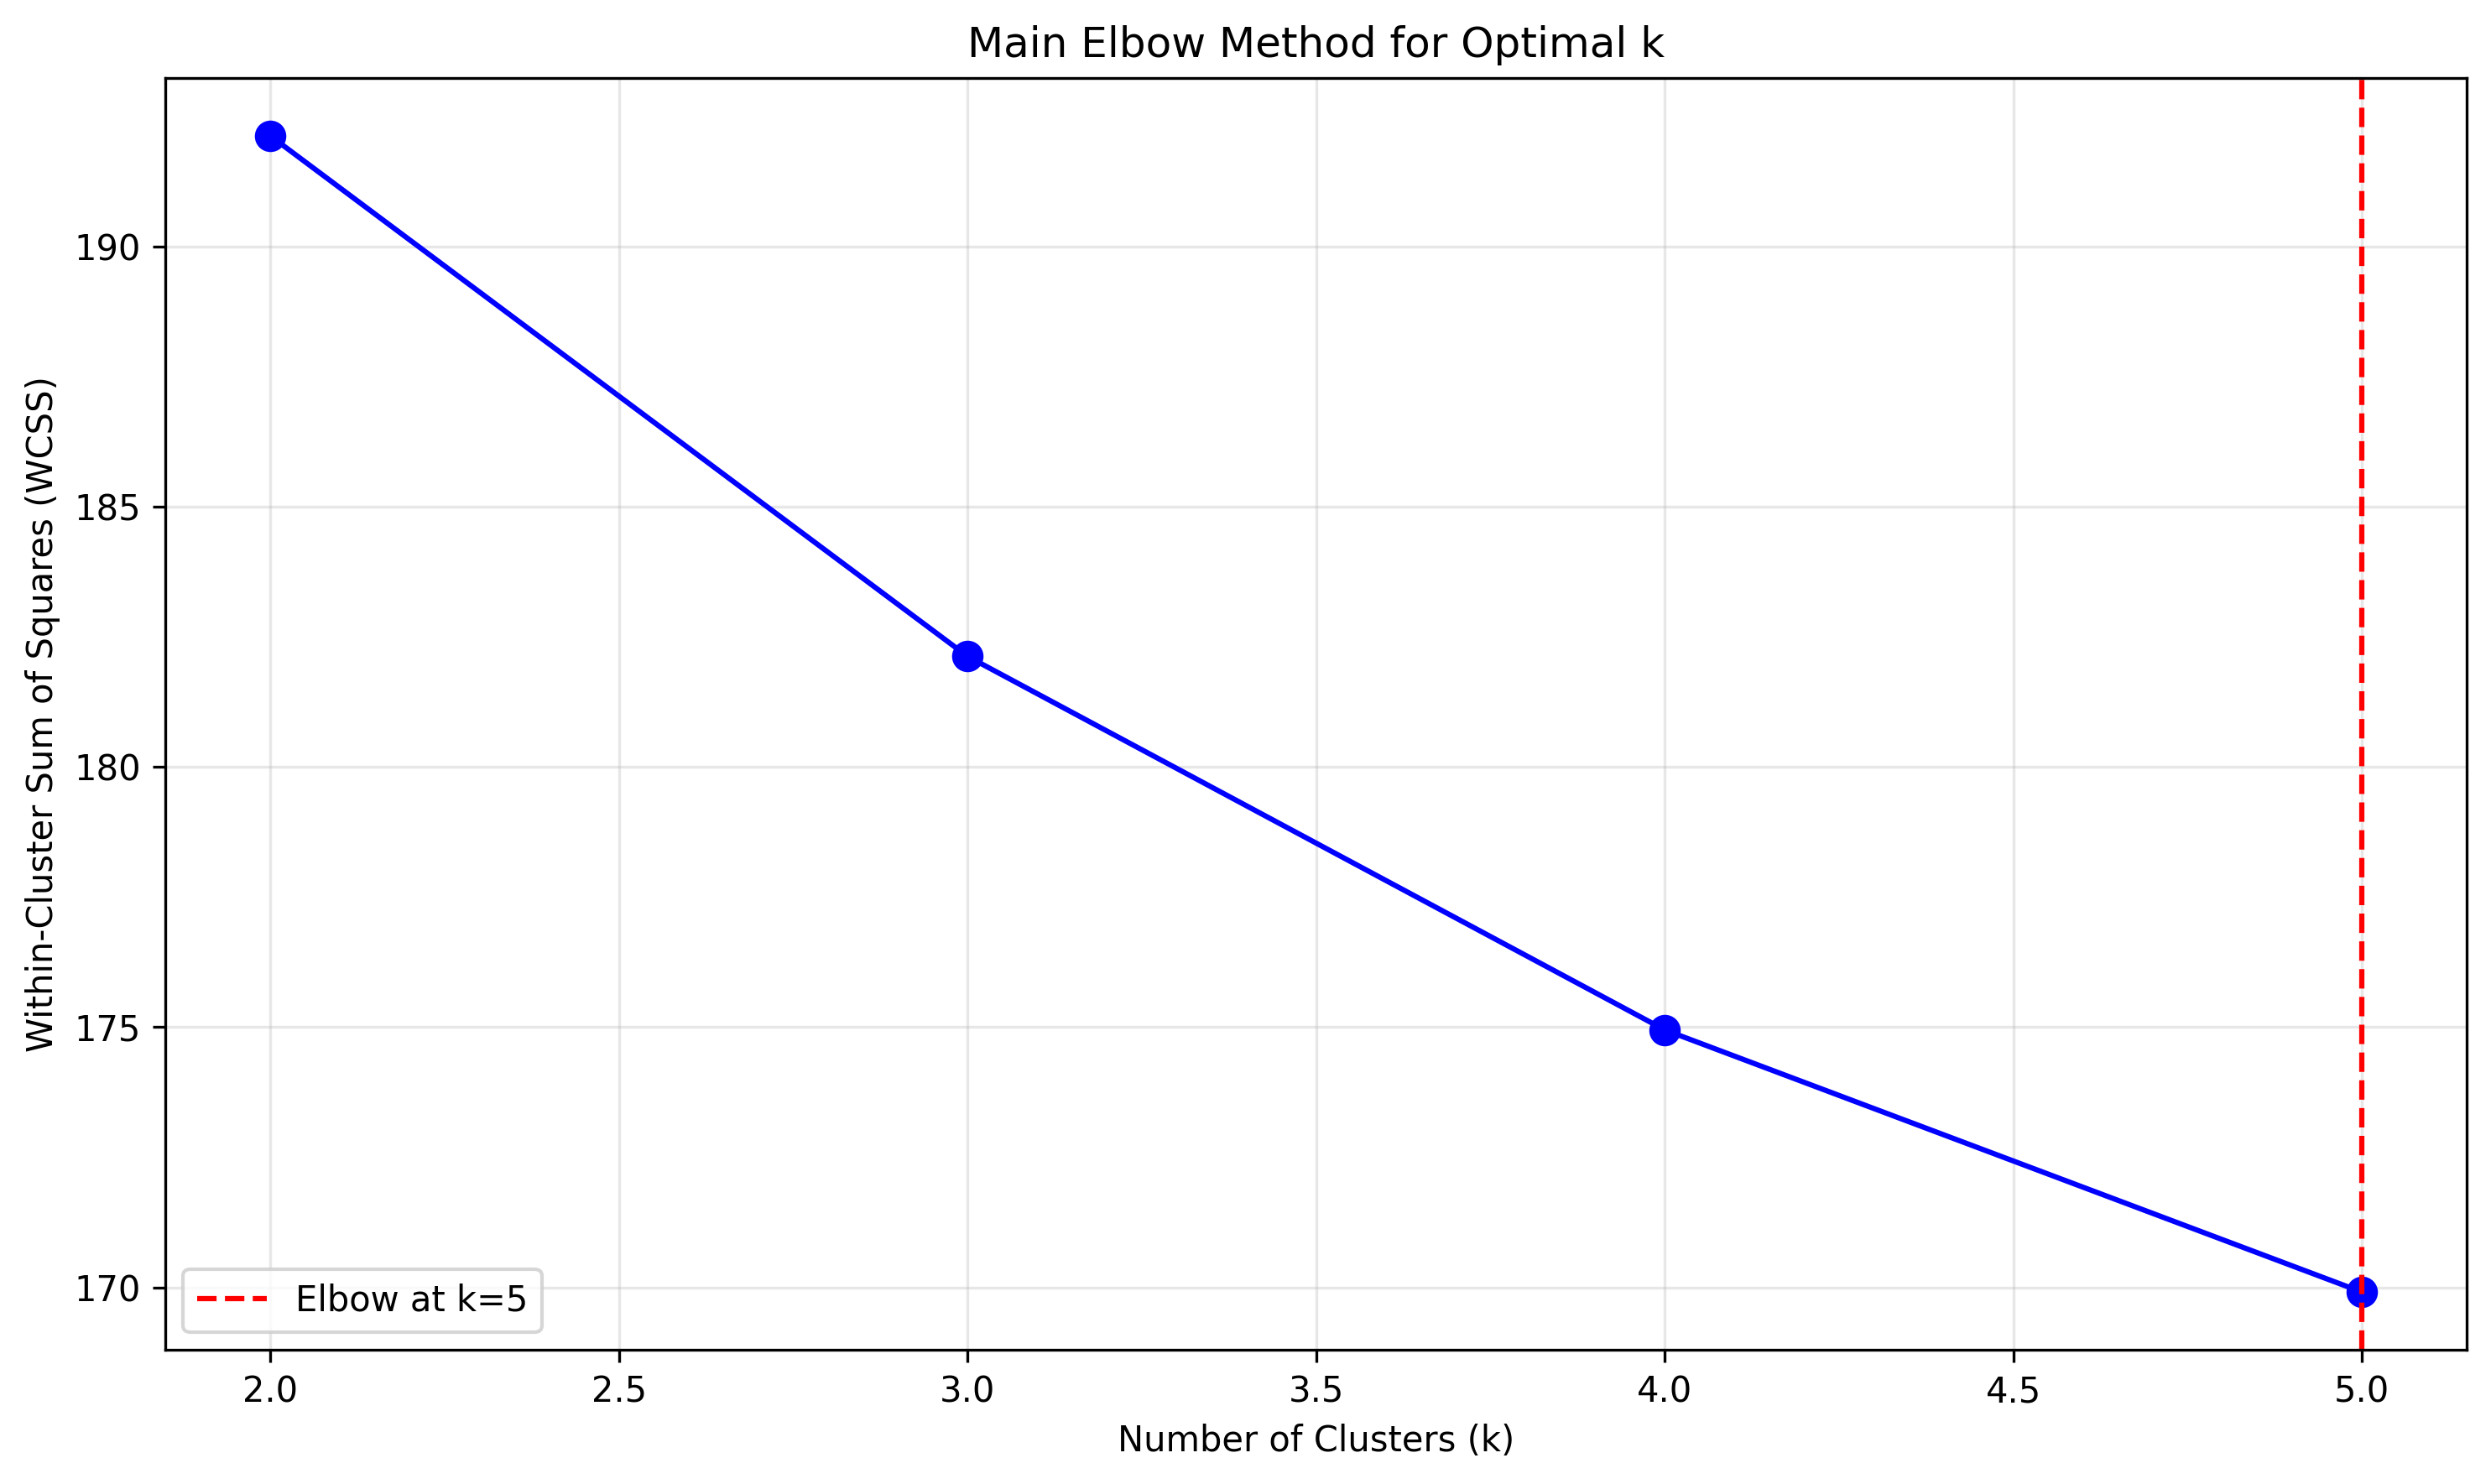 Main Elbow Method for Optimal k
Within-Cluster Sum of Squares (WCSS)
190
185
180
175
170
Elbow at k=5
2.0 2.5 3.0 3.5 4.0 4.5 5.0
Number of Clusters (k)